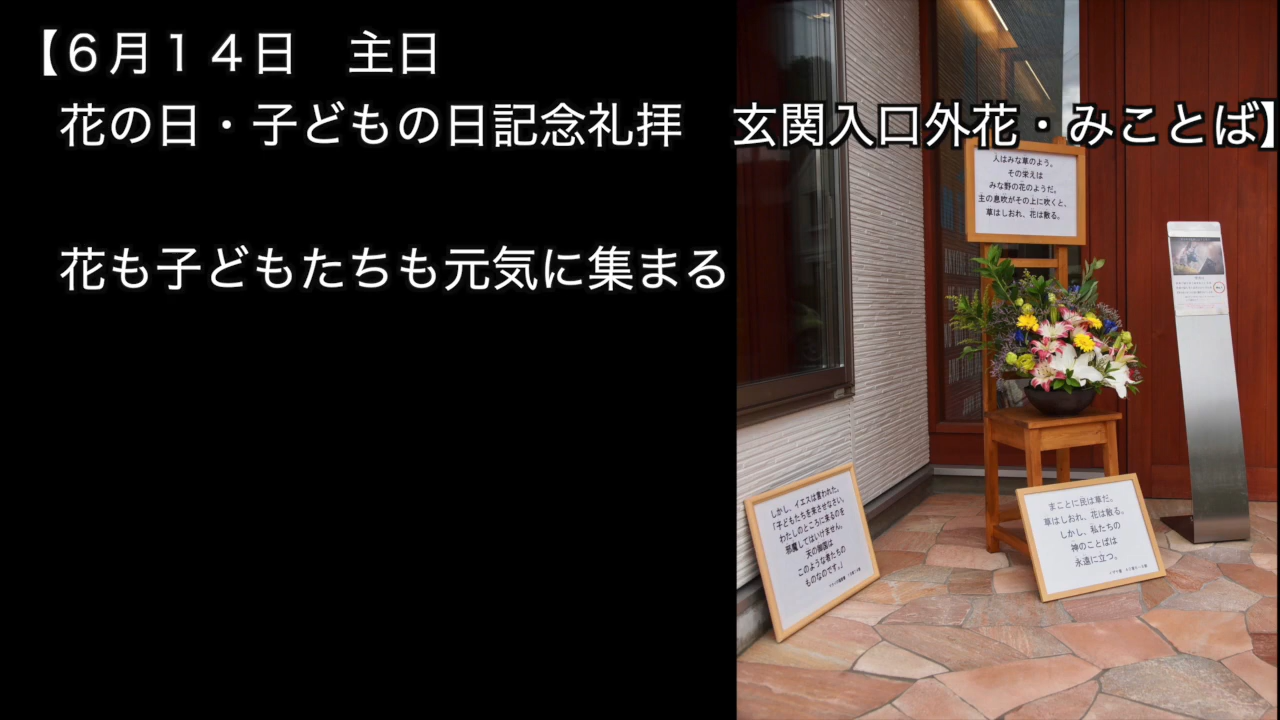 【６月１４日　主日
花の日・子どもの日記念礼拝　玄関入口外花・みことば】
花も子どもたちも元気に集まる
人はみな草のよう。
その栄えは
みな野の花のようだ。
主の息吹がその上に吹くと、
草はしおれ、花は散る。
しかし、イエスは言われた。
「子どもたちを来させなさい。
わたしのところに来るのを
邪魔してはいけません。
天の御国は
このような者たちの
ものなのです。」
まことに民は草だ。
草はしおれ、花は散る。
しかし、私たちの
神のことばは
永遠に立つ。